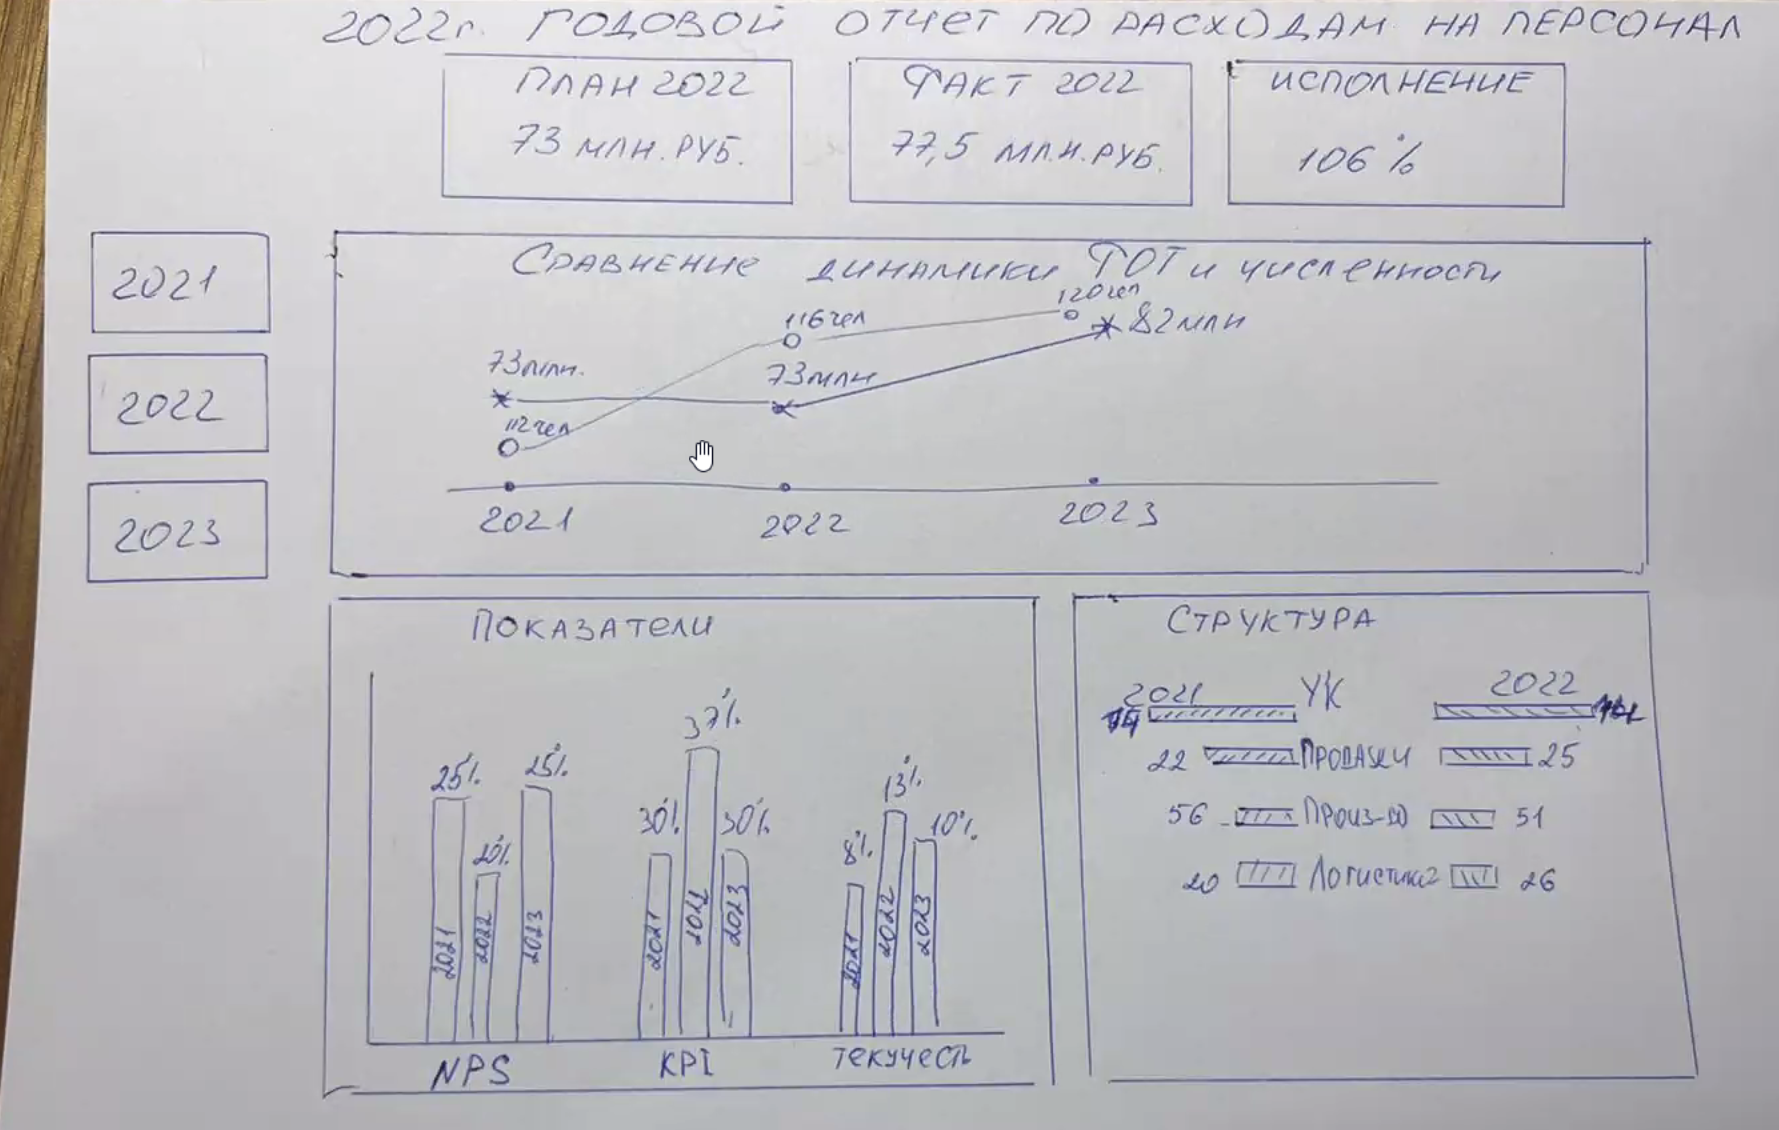 2022г. ГОДОВОЙ ОТЧЕТ ПО РАСХОДАМ НА ПЕРСОНАЛ
ПЛАН 2022
73 МЛН.РУБ.
ФАКТ 2022
77,5 МЛ.Н.РУБ.
ИСПОЛНЕНИЕ
106%
2021
2022
2023
Сравнение динамики ФОТ и численности
73млн.
112чел
116чел
73млн
120чел
82млн
2021
2022
2023
ПОКАЗАТЕЛИ
25%
20%
25%
30%
37%
30%
8%
13%
10%
2021
2022
2023
2021
2022
2023
2021
2022
2023
NPS
KPI
ТЕКУЧЕСТЬ
СТРУКТУРА
2021
УК
2022
14
22
ПРОДАЖИ
25
56
ПРОИЗ-ВО
51
20
Логистика
26